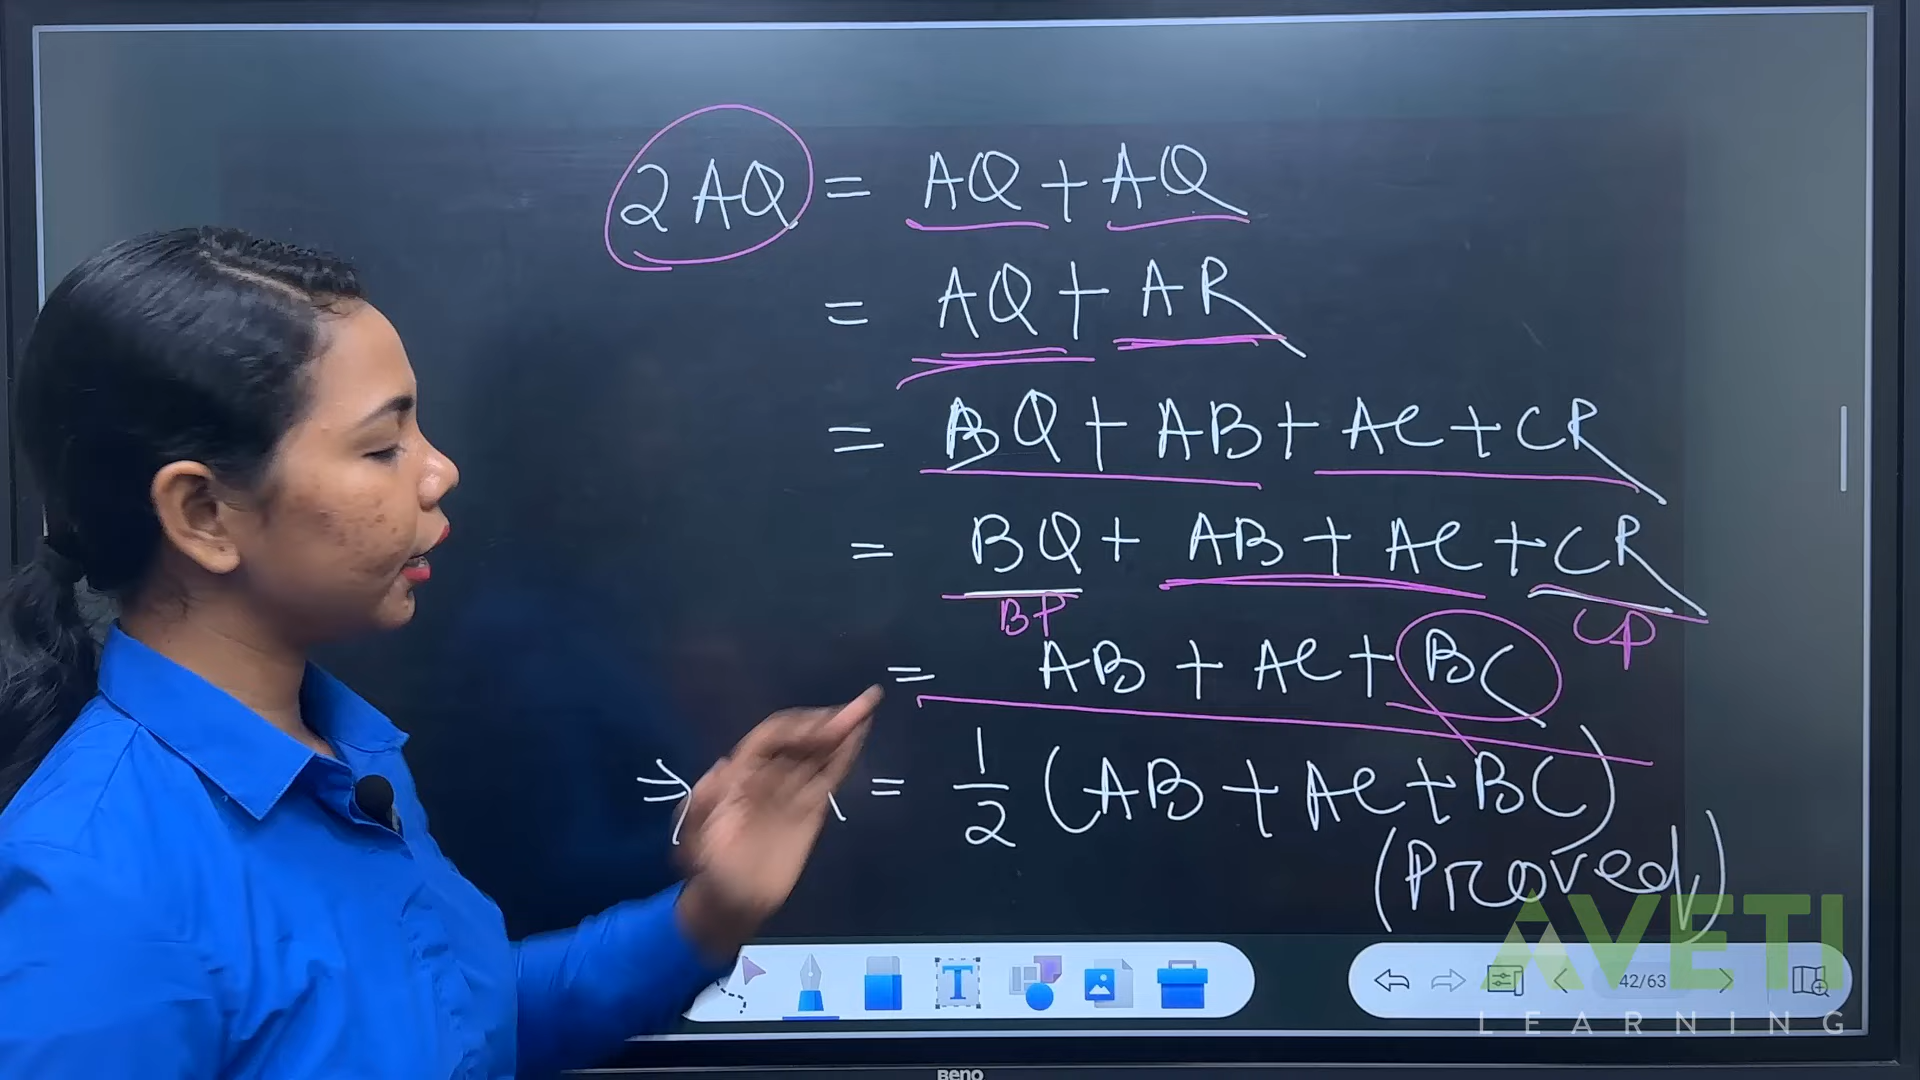 2AQ = AQ + AQ
= AQ + AR
= BQ + AB + AC + CR
= BQ + AB + AC + CR
BP CP
= AB + AC + BC
⇒ = 1/2 (AB + AC + BC)
(Proved)
AVETI
LEARNING
T
42/63
BenQ